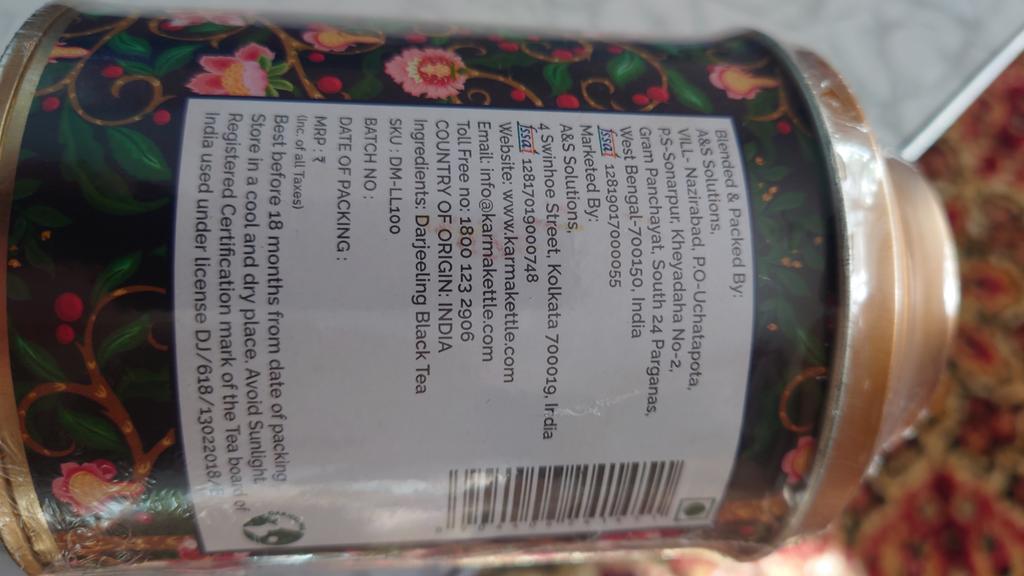 Blended & Packed By:
A&S Solutions,
VILL- Nazirabad, P.O-Uchatapota,
P.S-Sonarpur, Kheyadaha No-2,
Gram Panchayat, South 24 Parganas,
West Bengal-700150, India
fssai 12819017000055
Marketed By:
A&S Solutions,
4,Swinhoe Street, Kolkata 700019, India
fssai 12817019000748
Website: www.karmakettle.com
Email: info@karmakettle.com
Toll Free no: 1800 123 2906
COUNTRY OF ORIGIN: INDIA
Ingredients: Darjeeling Black Tea
SKU : DM-LL100
BATCH NO :
DATE OF PACKING :
MRP : ₹
(Inc. of all Taxes)
Best before 18 months from date of packing
Store in a cool and dry place. Avoid Sunlight.
Registered Certification mark of the Tea board of
India used under license DJ/618/13022018/